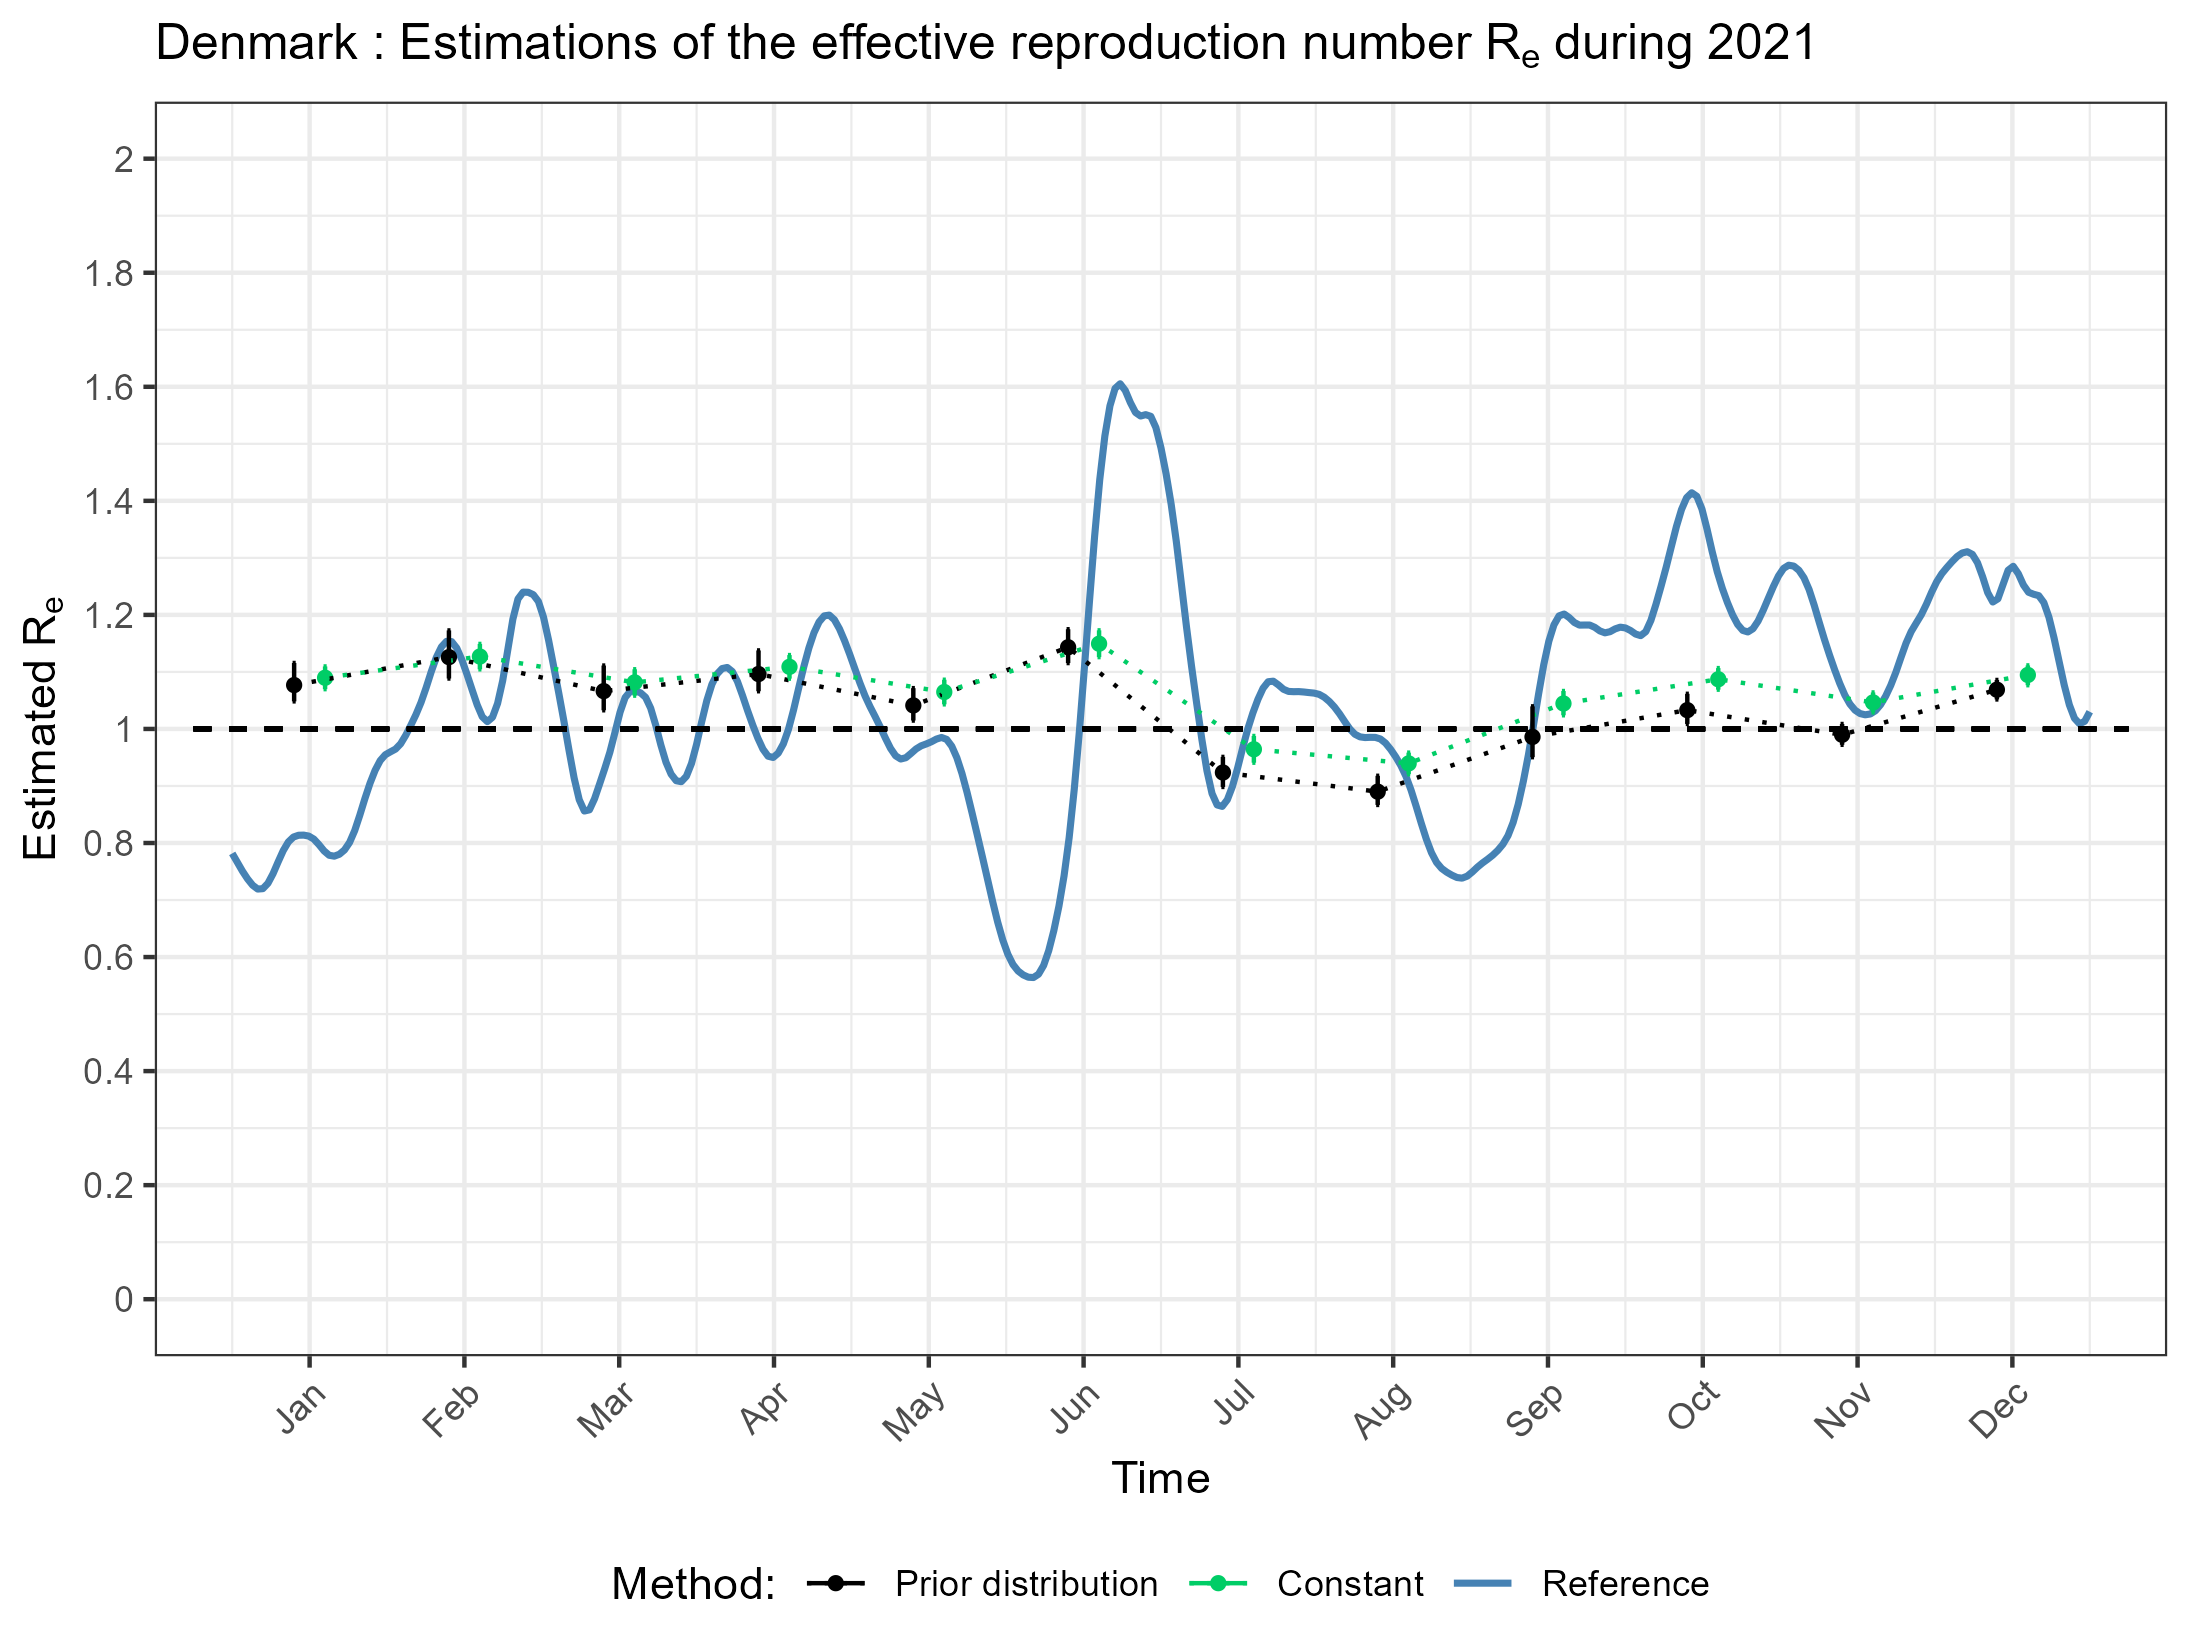 Denmark : Estimations of the effective reproduction number Re during 2021
Estimated Re
2
1.8
1.6
1.4
1.2
1
0.8
0.6
0.4
0.2
0
Jan Feb Mar Apr May Jun Jul Aug Sep Oct Nov Dec
Time
Method: Prior distribution Constant Reference